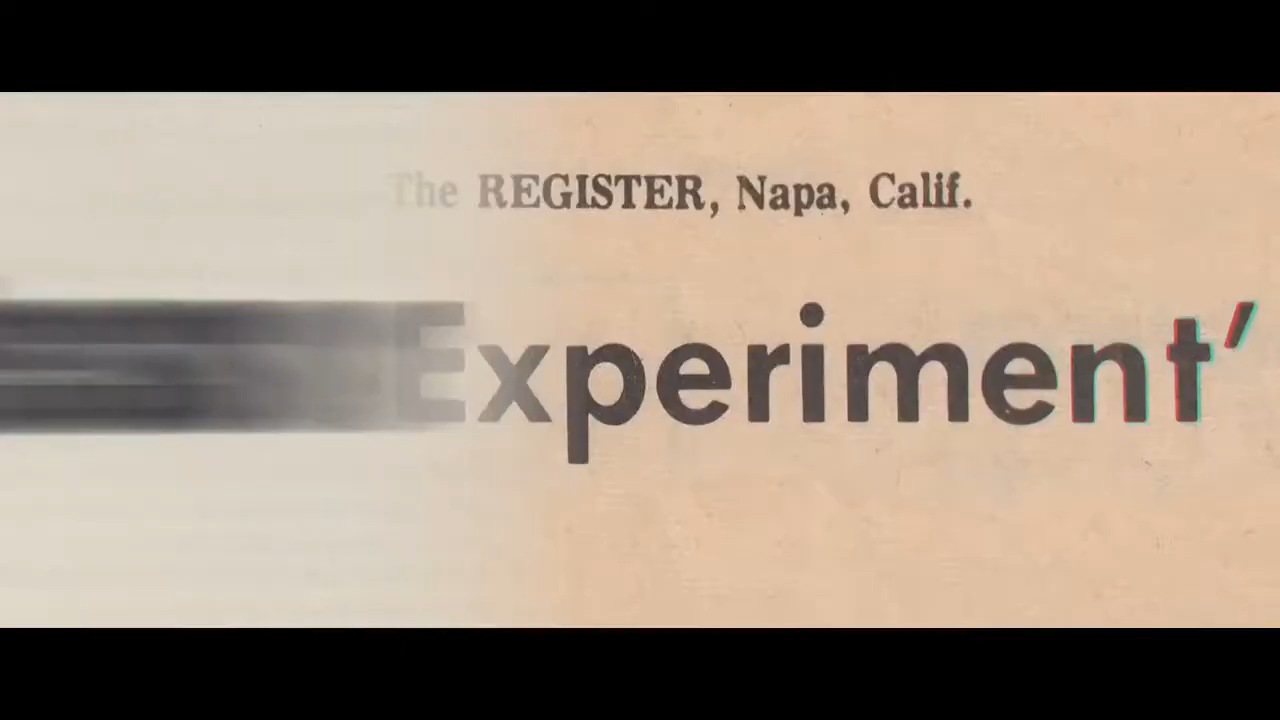 The REGISTER, Napa, Calif.
Experiment’